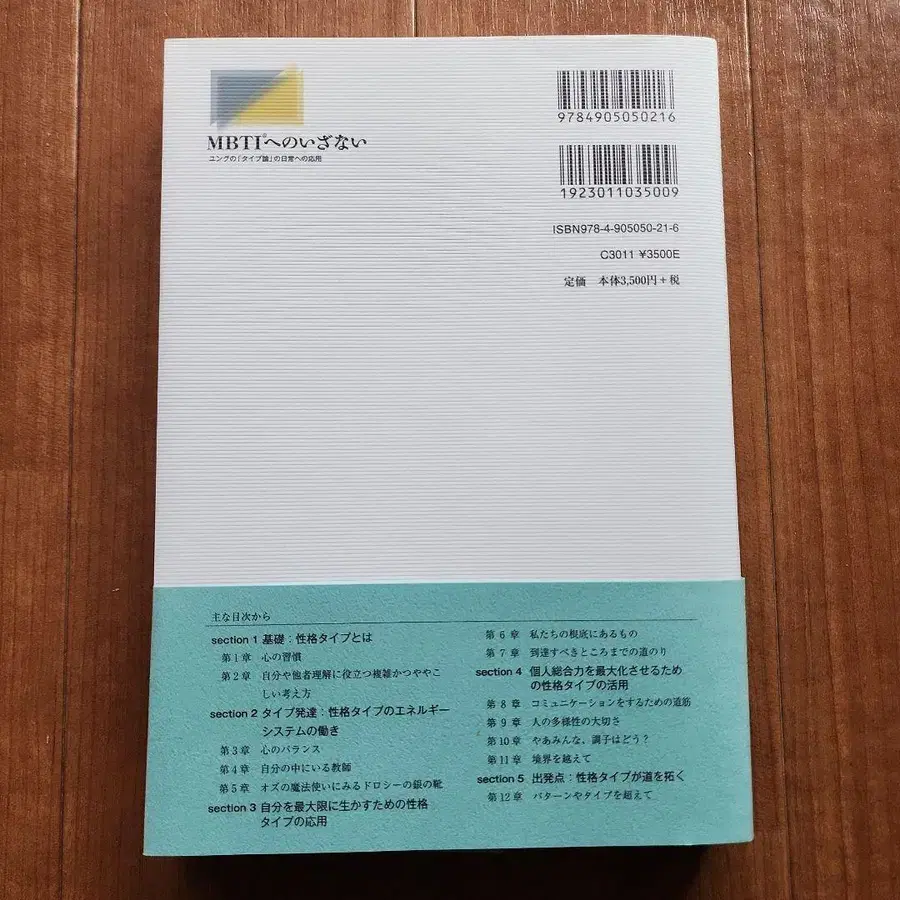 MBTI®へのいざない
ユングの「タイプ論」の日常への応用
9784905050216
1923011035009
ISBN978-4-905050-21-6
C3011 ¥3500E
定価 本体3,500円+税
主な目次から
section 1 基礎：性格タイプとは
第1章 心の習慣
第2章 自分や他者理解に役立つ複雑かつややこ
しい考え方
section 2 タイプ発達：性格タイプのエネルギー
システムの働き
第3章 心のバランス
第4章 自分の中にいる教師
第5章 オズの魔法使いにみるドロシーの銀の靴
section 3 自分を最大限に生かすための性格
タイプの応用
第6章 私たちの根底にあるもの
第7章 到達すべきところまでの道のり
section 4 個人総合力を最大化させるため
の性格タイプの活用
第8章 コミュニケーションをするための道筋
第9章 人の多様性の大切さ
第10章 やあみんな、調子はどう？
第11章 境界を越えて
section 5 出発点：性格タイプが道を拓く
第12章 パターンやタイプを超えて